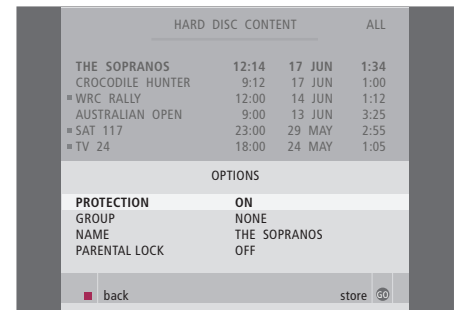 HARD DISC CONTENT ALL
THE SOPRANOS 12:14 17 JUN 1:34
CROCODILE HUNTER 9:12 17 JUN 1:00
WRC RALLY 12:00 14 JUN 1:12
AUSTRALIAN OPEN 9:00 13 JUN 3:25
SAT 117 23:00 29 MAY 2:55
TV 24 18:00 24 MAY 1:05
OPTIONS
PROTECTION ON
GROUP NONE
NAME THE SOPRANOS
PARENTAL LOCK OFF
back store GO